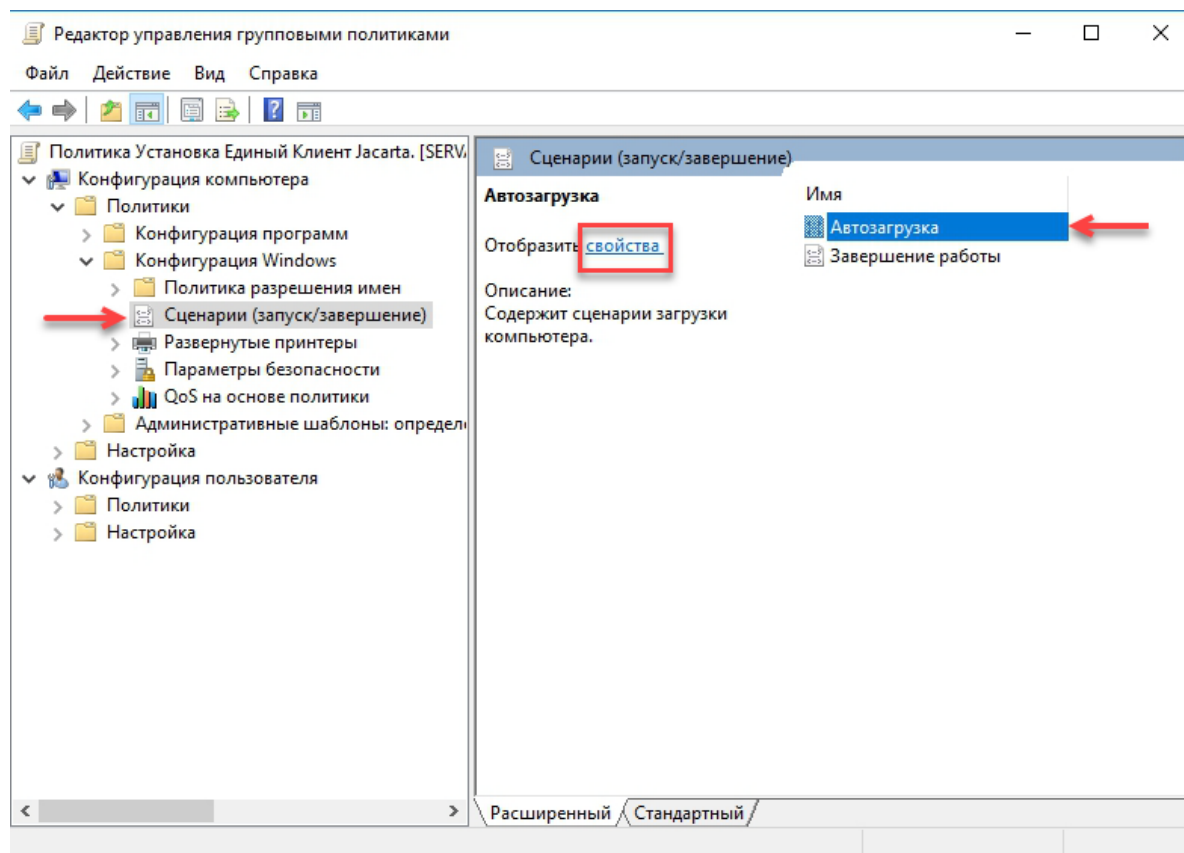 Редактор управления групповыми политиками
Файл Действие Вид Справка
Политика Установка Единый Клиент Jacarta. [SERV
Конфигурация компьютера
Политики
Конфигурация программ
Конфигурация Windows
Политика разрешения имен
Сценарии (запуск/завершение)
Развернутые принтеры
Параметры безопасности
QoS на основе политики
Административные шаблоны: определ
Настройка
Конфигурация пользователя
Политики
Настройка
Сценарии (запуск/завершение)
Автозагрузка
Отобразить свойства
Описание:
Содержит сценарии загрузки
компьютера.
Имя
Автозагрузка
Завершение работы
Расширенный Стандартный